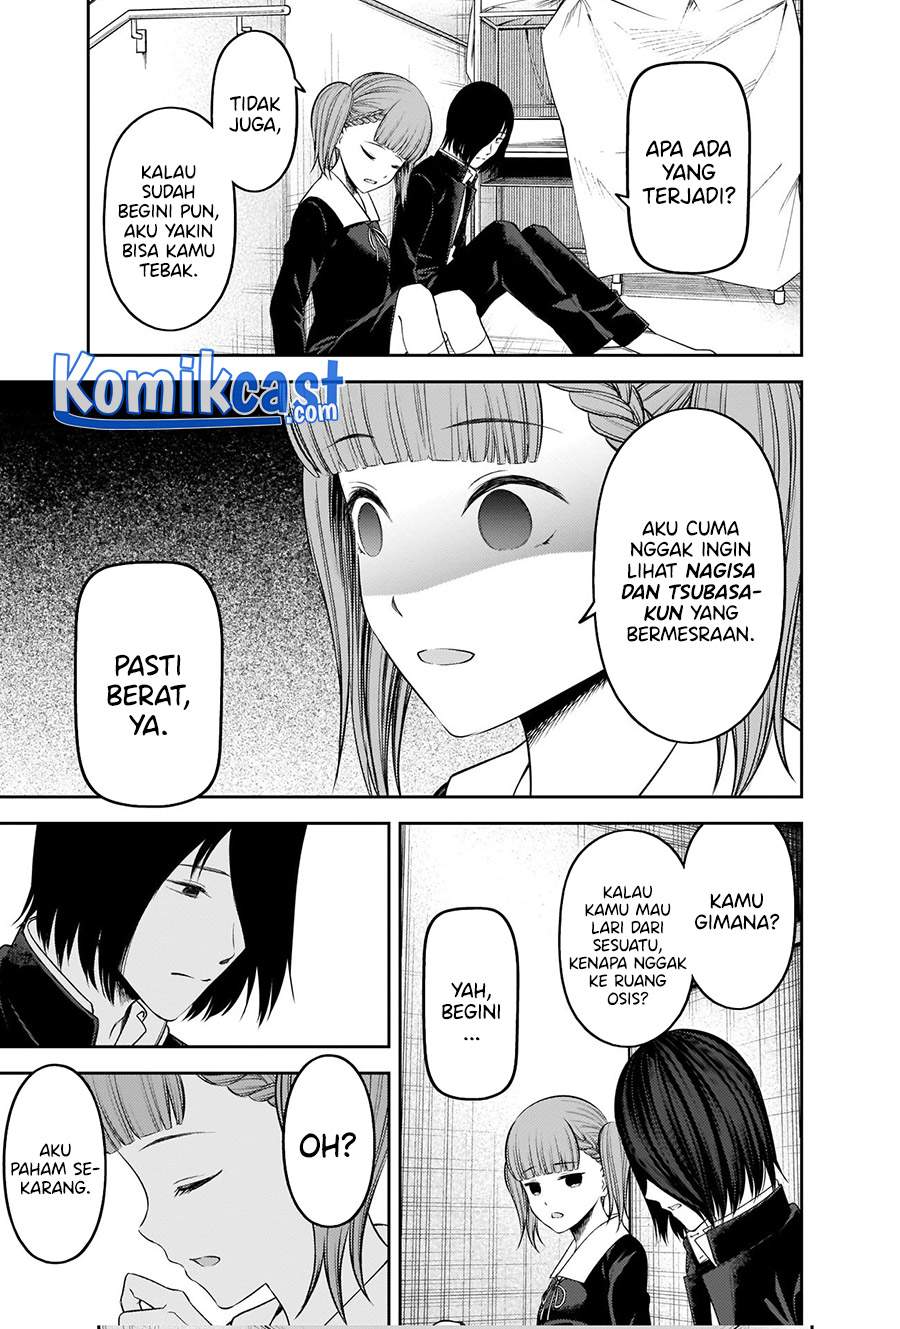 APA ADA
YANG
TERJADI?
TIDAK
JUGA,
KALAU
SUDAH
BEGINI PUN,
AKU YAKIN
BISA KAMU
TEBAK.
Komikcast
.com
AKU CUMA
NGGAK INGIN
LIHAT NAGISA
DAN TSUBASA-
KUN YANG
BERMESRAAN.
PASTI
BERAT,
YA.
KAMU
GIMANA?
KALAU
KAMU MAU
LARI DARI
SESUATU,
KENAPA NGGAK
KE RUANG
OSIS?
YAH,
BEGINI
...
OH?
AKU
PAHAM SE-
KARANG.